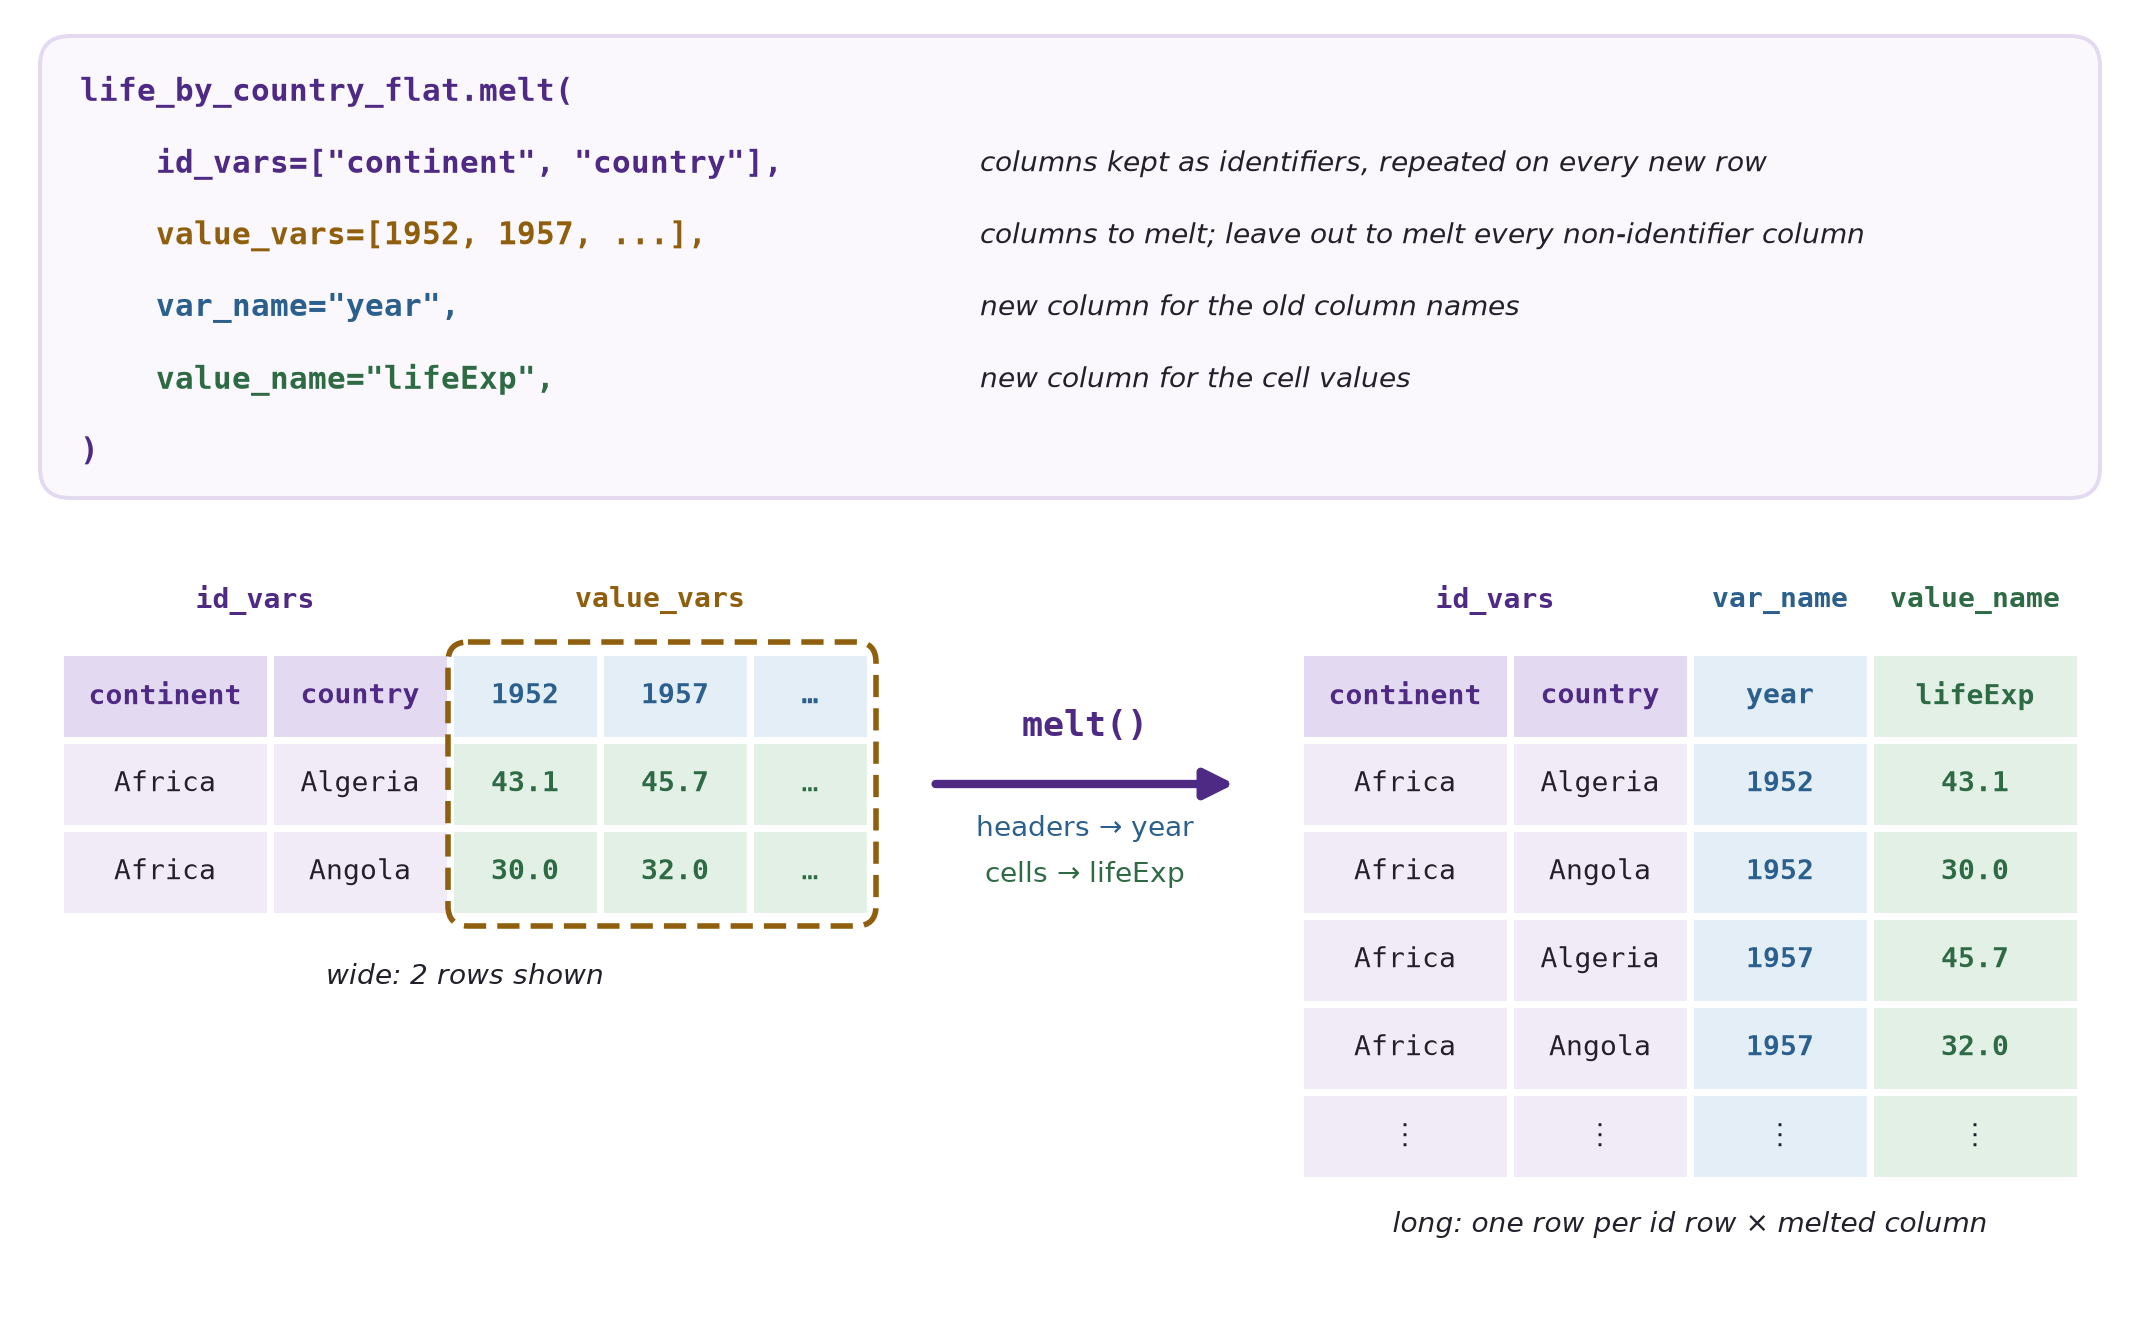 life_by_country_flat.melt(
id_vars=["continent", "country"], columns kept as identifiers, repeated on every new row
value_vars=[1952, 1957, ...], columns to melt; leave out to melt every non-identifier column
var_name="year", new column for the old column names
value_name="lifeExp", new column for the cell values
)
id_vars value_vars
continent country 1952 1957 …
Africa Algeria 43.1 45.7 …
Africa Angola 30.0 32.0 …
wide: 2 rows shown
melt()
headers → year
cells → lifeExp
id_vars var_name value_name
continent country year lifeExp
Africa Algeria 1952 43.1
Africa Angola 1952 30.0
Africa Algeria 1957 45.7
Africa Angola 1957 32.0
⋮ ⋮ ⋮ ⋮
long: one row per id row × melted column